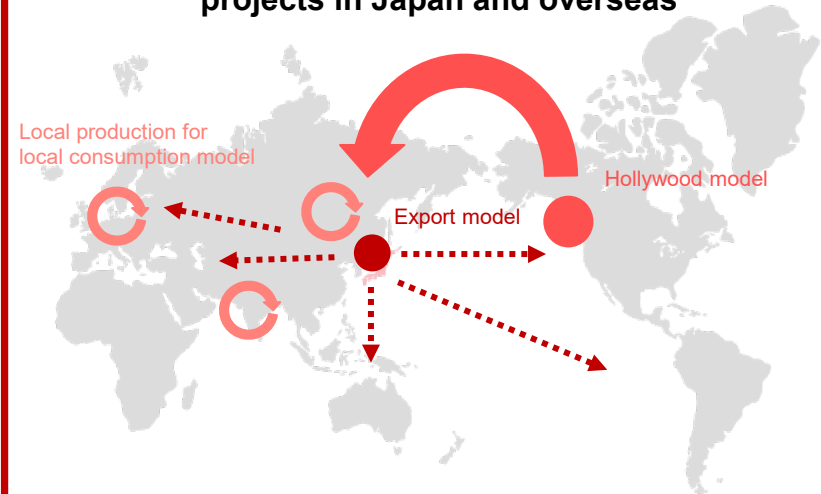 projects in Japan and overseas
Local production for
local consumption model
Hollywood model
Export model